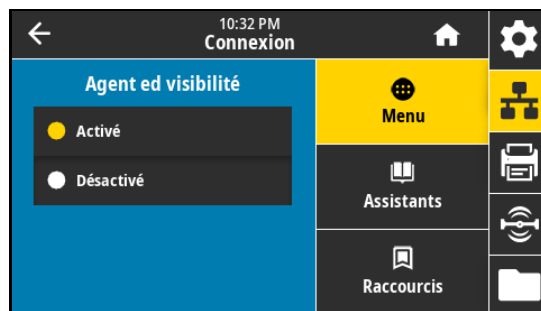 10:32 PM
Connexion
Agent ed visibilité
Activé
Désactivé
Menu
Assistants
Raccourcis